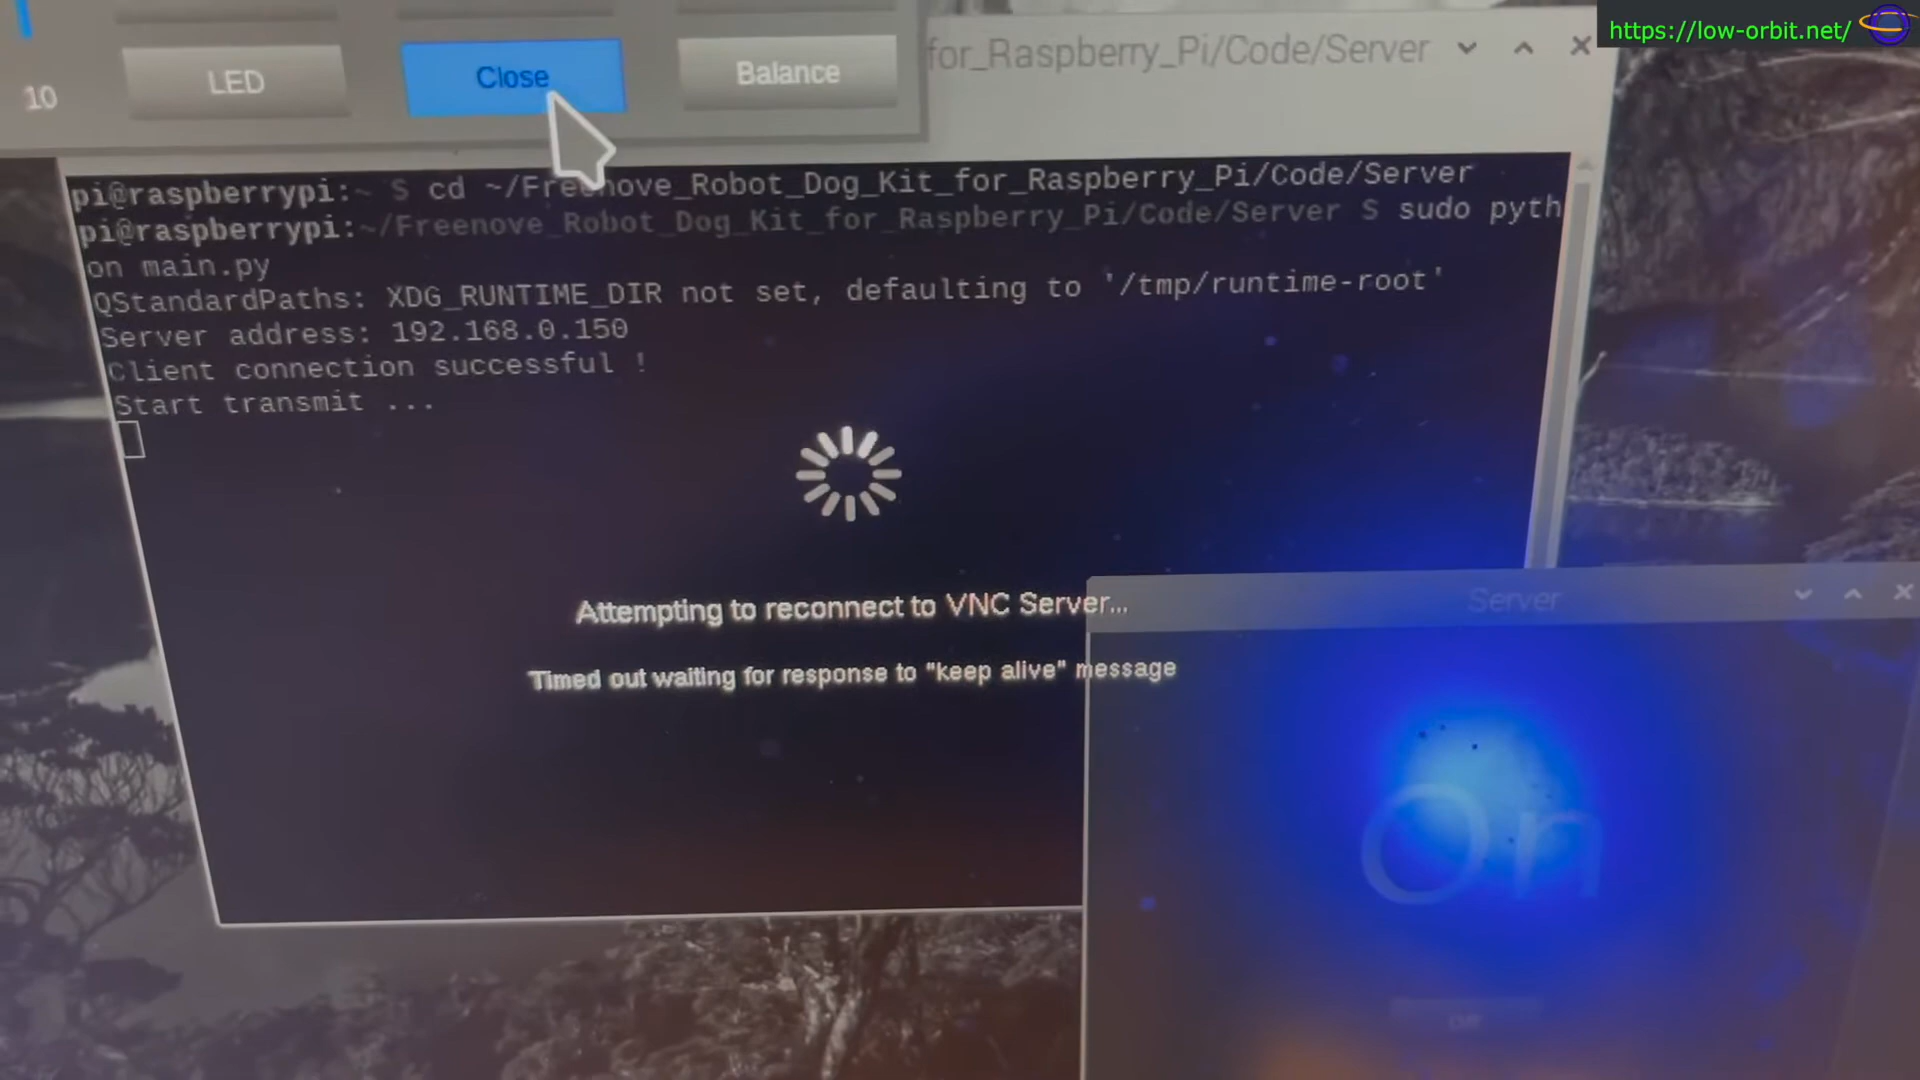 https://low-orbit.net/
for_Raspberry_Pi/Code/Server
10
LED
Close
Balance
pi@raspberrypi:~ $ cd ~/Freenove_Robot_Dog_Kit_for_Raspberry_Pi/Code/Server
pi@raspberrypi:~/Freenove_Robot_Dog_Kit_for_Raspberry_Pi/Code/Server $ sudo pyth
on main.py
QStandardPaths: XDG_RUNTIME_DIR not set, defaulting to '/tmp/runtime-root'
Server address: 192.168.0.150
Client connection successful !
Start transmit ...
Attempting to reconnect to VNC Server...
Timed out waiting for response to "keep alive" message
Server
On